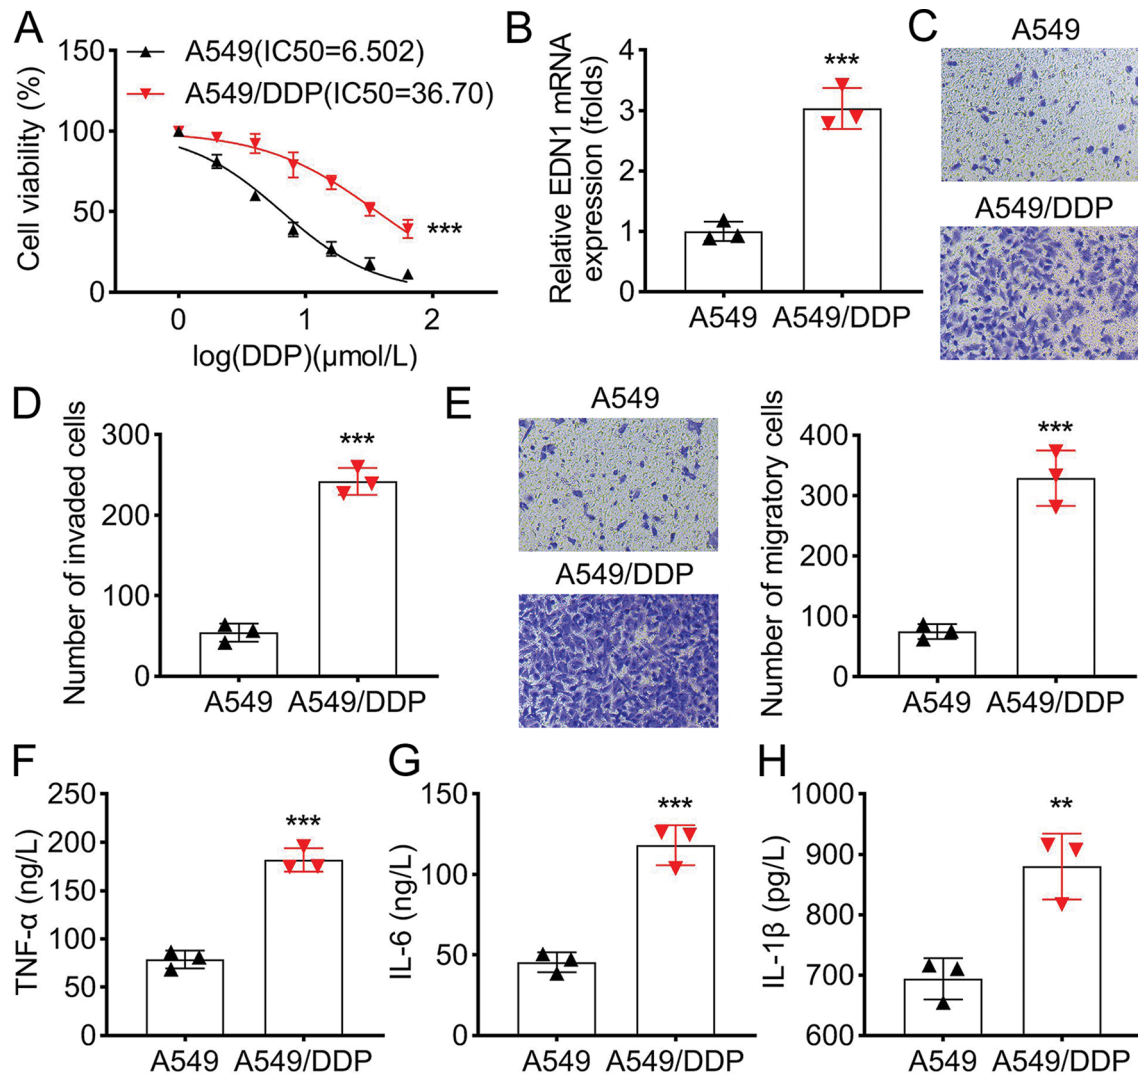 A
150
100
50
0
Cell viability (%)
A549(IC50=6.502)
A549/DDP(IC50=36.70)
***
0 1 2
log(DDP)(μmol/L)
B
Relative EDN1 mRNA
expression (folds)
4
3
2
1
0
***
A549 A549/DDP
C
A549
A549/DDP
D
Number of invaded cells
300
200
100
0
***
A549 A549/DDP
E
A549
A549/DDP
Number of migratory cells
400
300
200
100
0
***
A549 A549/DDP
F
TNF-α (ng/L)
250
200
150
100
50
0
***
A549 A549/DDP
G
IL-6 (ng/L)
150
100
50
0
***
A549 A549/DDP
H
IL-1β (pg/L)
1000
900
800
700
600
**
A549 A549/DDP